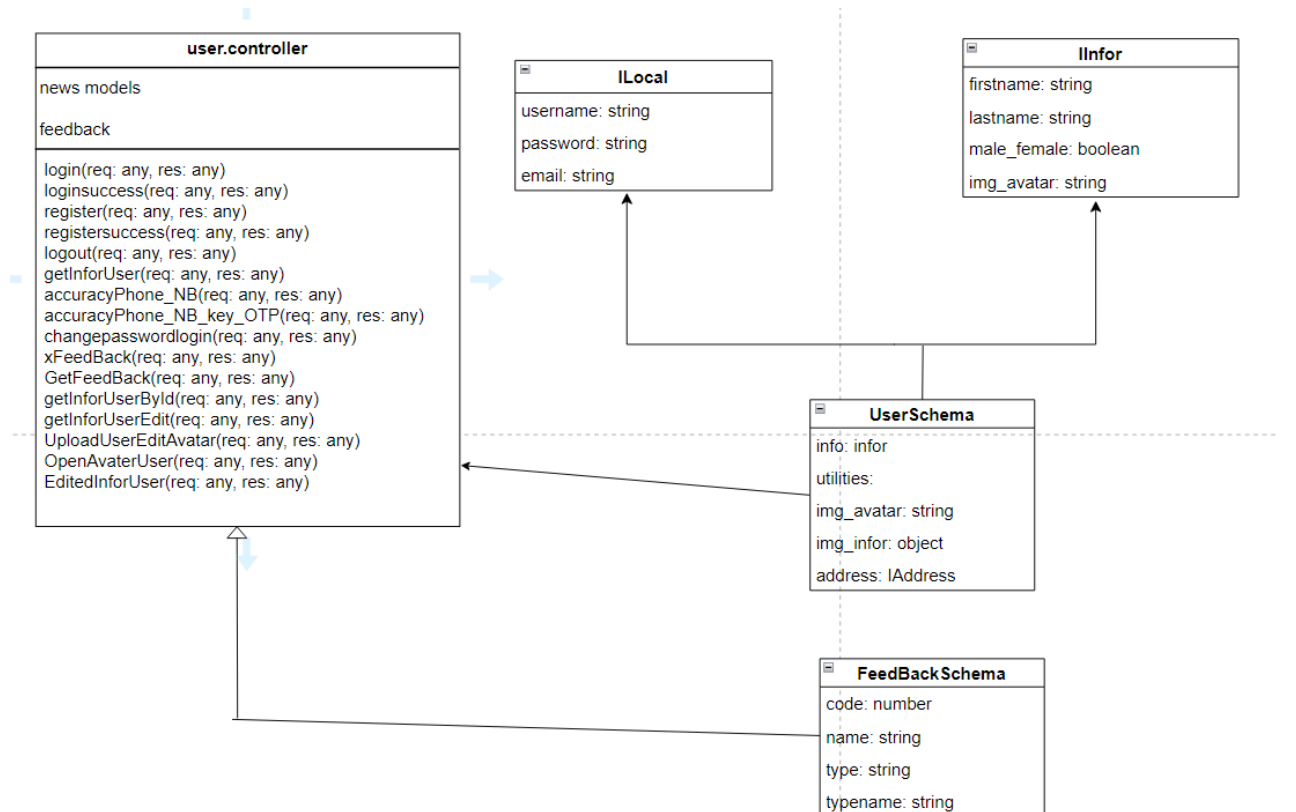 user.controller
news models
feedback
login(req: any, res: any)
loginsuccess(req: any, res: any)
register(req: any, res: any)
registersuccess(req: any, res: any)
logout(req: any, res: any)
getInforUser(req: any, res: any)
accuracyPhone_NB(req: any, res: any)
accuracyPhone_NB_key_OTP(req: any, res: any)
changepasswordlogin(req: any, res: any)
xFeedBack(req: any, res: any)
GetFeedBack(req: any, res: any)
getInforUserById(req: any, res: any)
getInforUserEdit(req: any, res: any)
UploadUserEditAvatar(req: any, res: any)
OpenAvaterUser(req: any, res: any)
EditedInforUser(req: any, res: any)
ILocal
username: string
password: string
email: string
IInfor
firstname: string
lastname: string
male_female: boolean
img_avatar: string
UserSchema
info: infor
utilities:
img_avatar: string
img_infor: object
address: IAddress
FeedBackSchema
code: number
name: string
type: string
typename: string